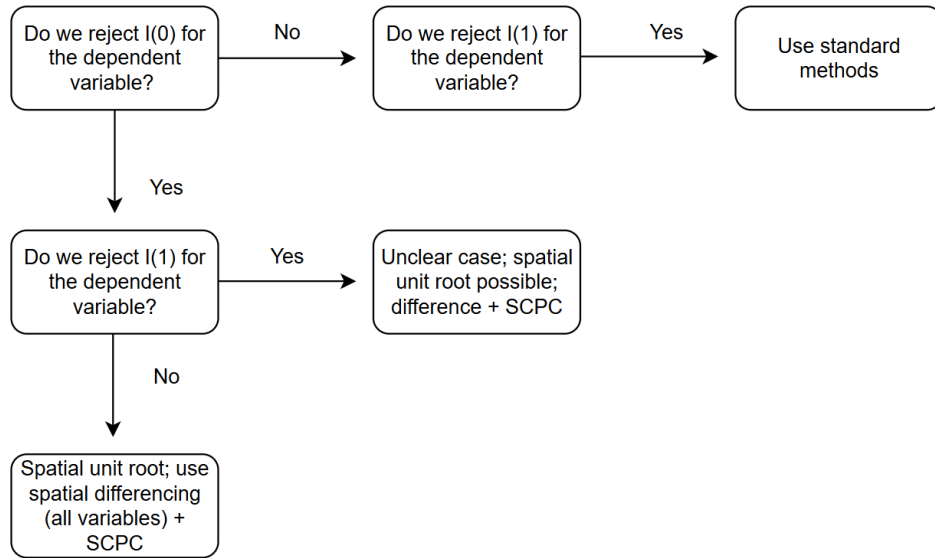 Do we reject I(0) for
the dependent
variable?
No
Do we reject I(1) for
the dependent
variable?
Yes
Use standard
methods
Yes
Do we reject I(1) for
the dependent
variable?
Yes
Unclear case; spatial
unit root possible;
difference + SCPC
No
Spatial unit root; use
spatial differencing
(all variables) +
SCPC